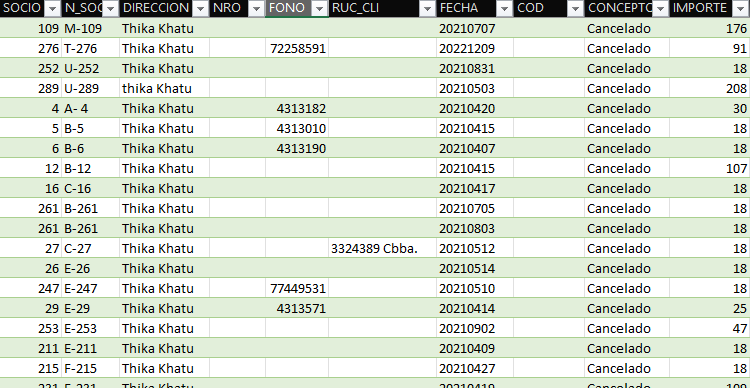 SOCIO N_SOC DIRECCION NRO FONO RUC_CLI FECHA COD CONCEPTO IMPORTE
109 M-109 Thika Khatu 20210707 Cancelado 176
276 T-276 Thika Khatu 72258591 20221209 Cancelado 91
252 U-252 Thika Khatu 20210831 Cancelado 18
289 U-289 thika Khatu 20210503 Cancelado 208
4 A- 4 Thika Khatu 4313182 20210420 Cancelado 30
5 B-5 Thika Khatu 4313010 20210415 Cancelado 18
6 B-6 Thika Khatu 4313190 20210407 Cancelado 18
12 B-12 Thika Khatu 20210415 Cancelado 107
16 C-16 Thika Khatu 20210417 Cancelado 18
261 B-261 Thika Khatu 20210705 Cancelado 18
261 B-261 Thika Khatu 20210803 Cancelado 18
27 C-27 Thika Khatu 3324389 Cbba. 20210512 Cancelado 18
26 E-26 Thika Khatu 20210514 Cancelado 18
247 E-247 Thika Khatu 77449531 20210510 Cancelado 18
29 E-29 Thika Khatu 4313571 20210414 Cancelado 25
253 E-253 Thika Khatu 20210902 Cancelado 47
211 E-211 Thika Khatu 20210409 Cancelado 18
215 F-215 Thika Khatu 20210427 Cancelado 18